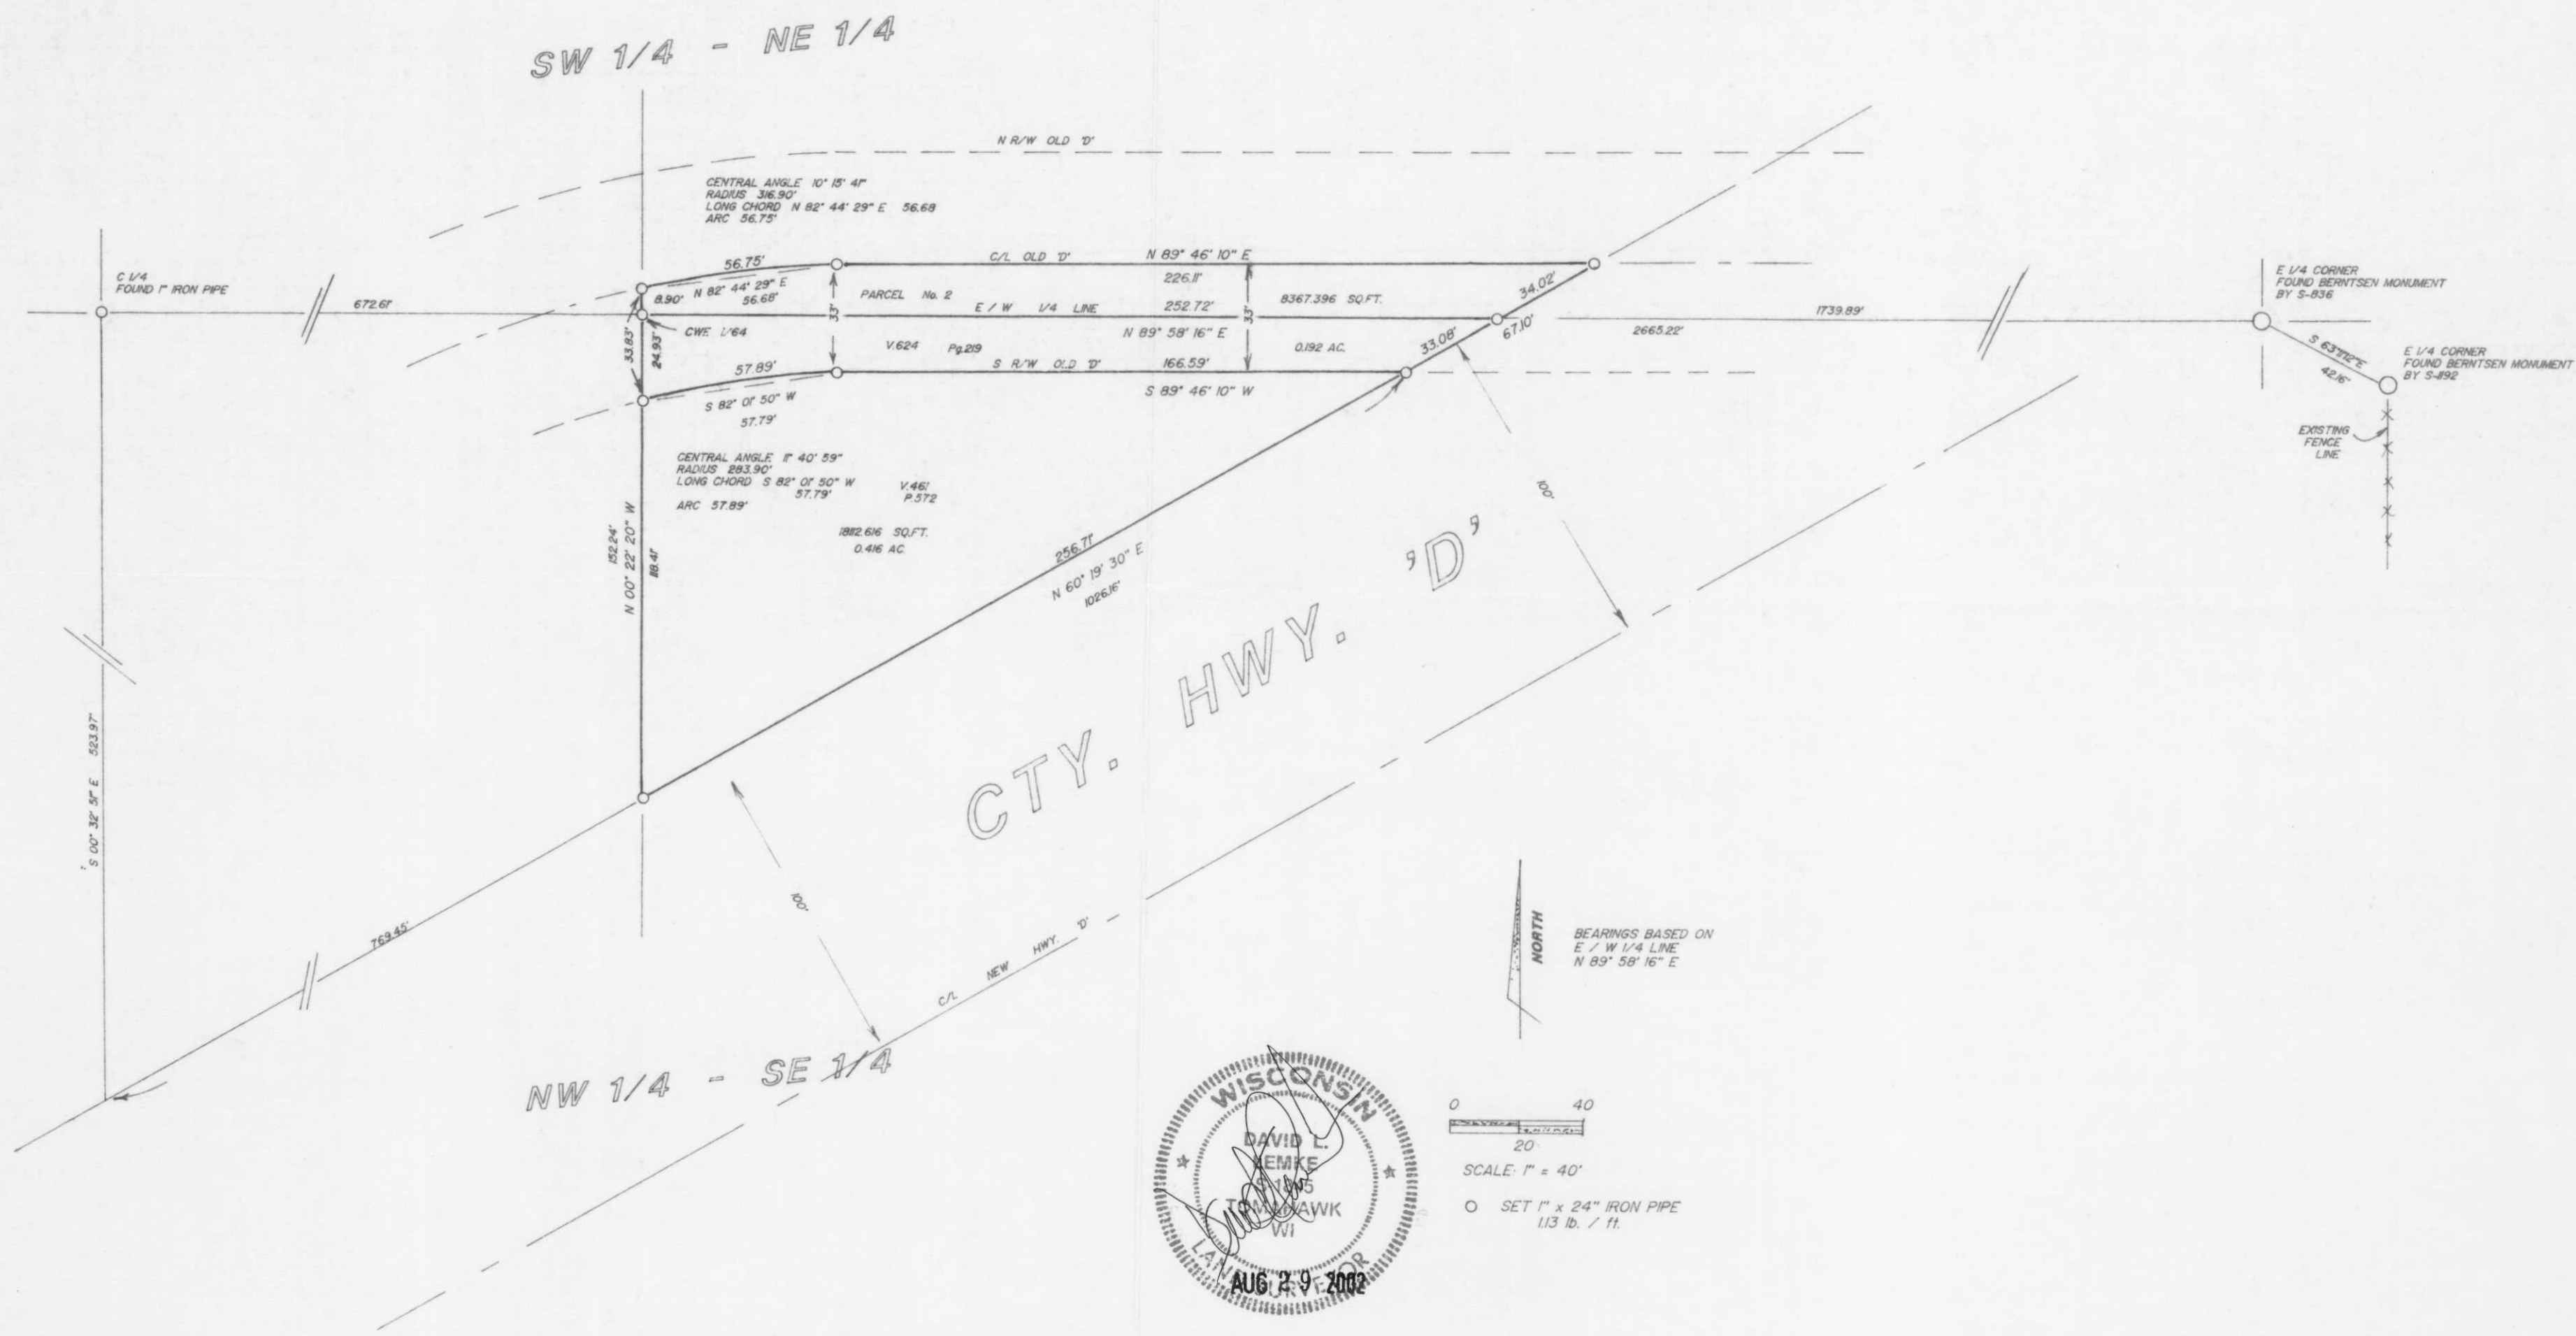 SW 1/4 - NE 1/4
N R/W OLD 'D'
CENTRAL ANGLE 10° 15' 41"
RADIUS 316.90'
LONG CHORD N 82° 44' 29" E 56.68
ARC 56.75'
C 1/4
FOUND 1" IRON PIPE
672.61'
56.75'
N 82° 44' 29" E
56.68'
8.90'
C/L OLD 'D'
N 89° 46' 10" E
226.11'
PARCEL No. 2
33'
E / W 1/4 LINE
252.72'
33'
8367.396 SQ.FT.
34.02'
N 89° 58' 16" E
CWE 1/64
33.83'
24.93'
V.624 Pg.219
0.192 AC.
33.08'
67.10'
2665.22'
1739.89'
57.89'
S R/W OLD 'D'
166.59'
S 89° 46' 10" W
S 82° 01' 50" W
57.79'
E 1/4 CORNER
FOUND BERNTSEN MONUMENT
BY S-836
42.16'
E 1/4 CORNER
FOUND BERNTSEN MONUMENT
BY S-1192
EXISTING
FENCE
LINE
CENTRAL ANGLE 11° 40' 59"
RADIUS 283.90'
LONG CHORD S 82° 01' 50" W
57.79'
ARC 57.89'
V.461
P.572
18112.616 SQ.FT.
0.416 AC.
152.24'
N 00° 22' 20" W
118.41'
256.71'
N 60° 19' 30" E
1026.16'
100'
CTY. HWY. 'D'
S 00° 32' 51" E 523.97'
769.45'
100'
C/L NEW HWY. 'D'
NORTH
BEARINGS BASED ON
E / W 1/4 LINE
N 89° 58' 16" E
NW 1/4 - SE 1/4
WISCONSIN
DAVID L.
TOMAHAWK
WI
LAND SURVEYOR
AUG 29 2002
0 40
20
SCALE: 1" = 40'
SET 1" x 24" IRON PIPE
1.13 lb. / ft.